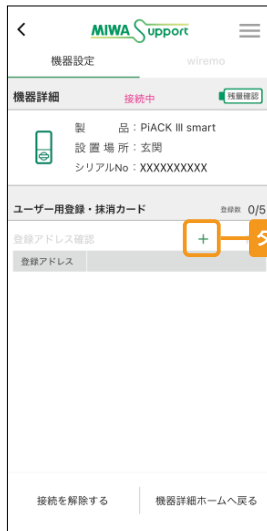 MIWA Support
機器設定 wiremo
機器詳細 接続中 残量確認
製品：PiACK III smart
設置場所：玄関
シリアルNo：XXXXXXXXXX
ユーザー用登録・抹消カード 登録数 0/5
登録アドレス確認 +
登録アドレス
接続を解除する 機器詳細ホームへ戻る